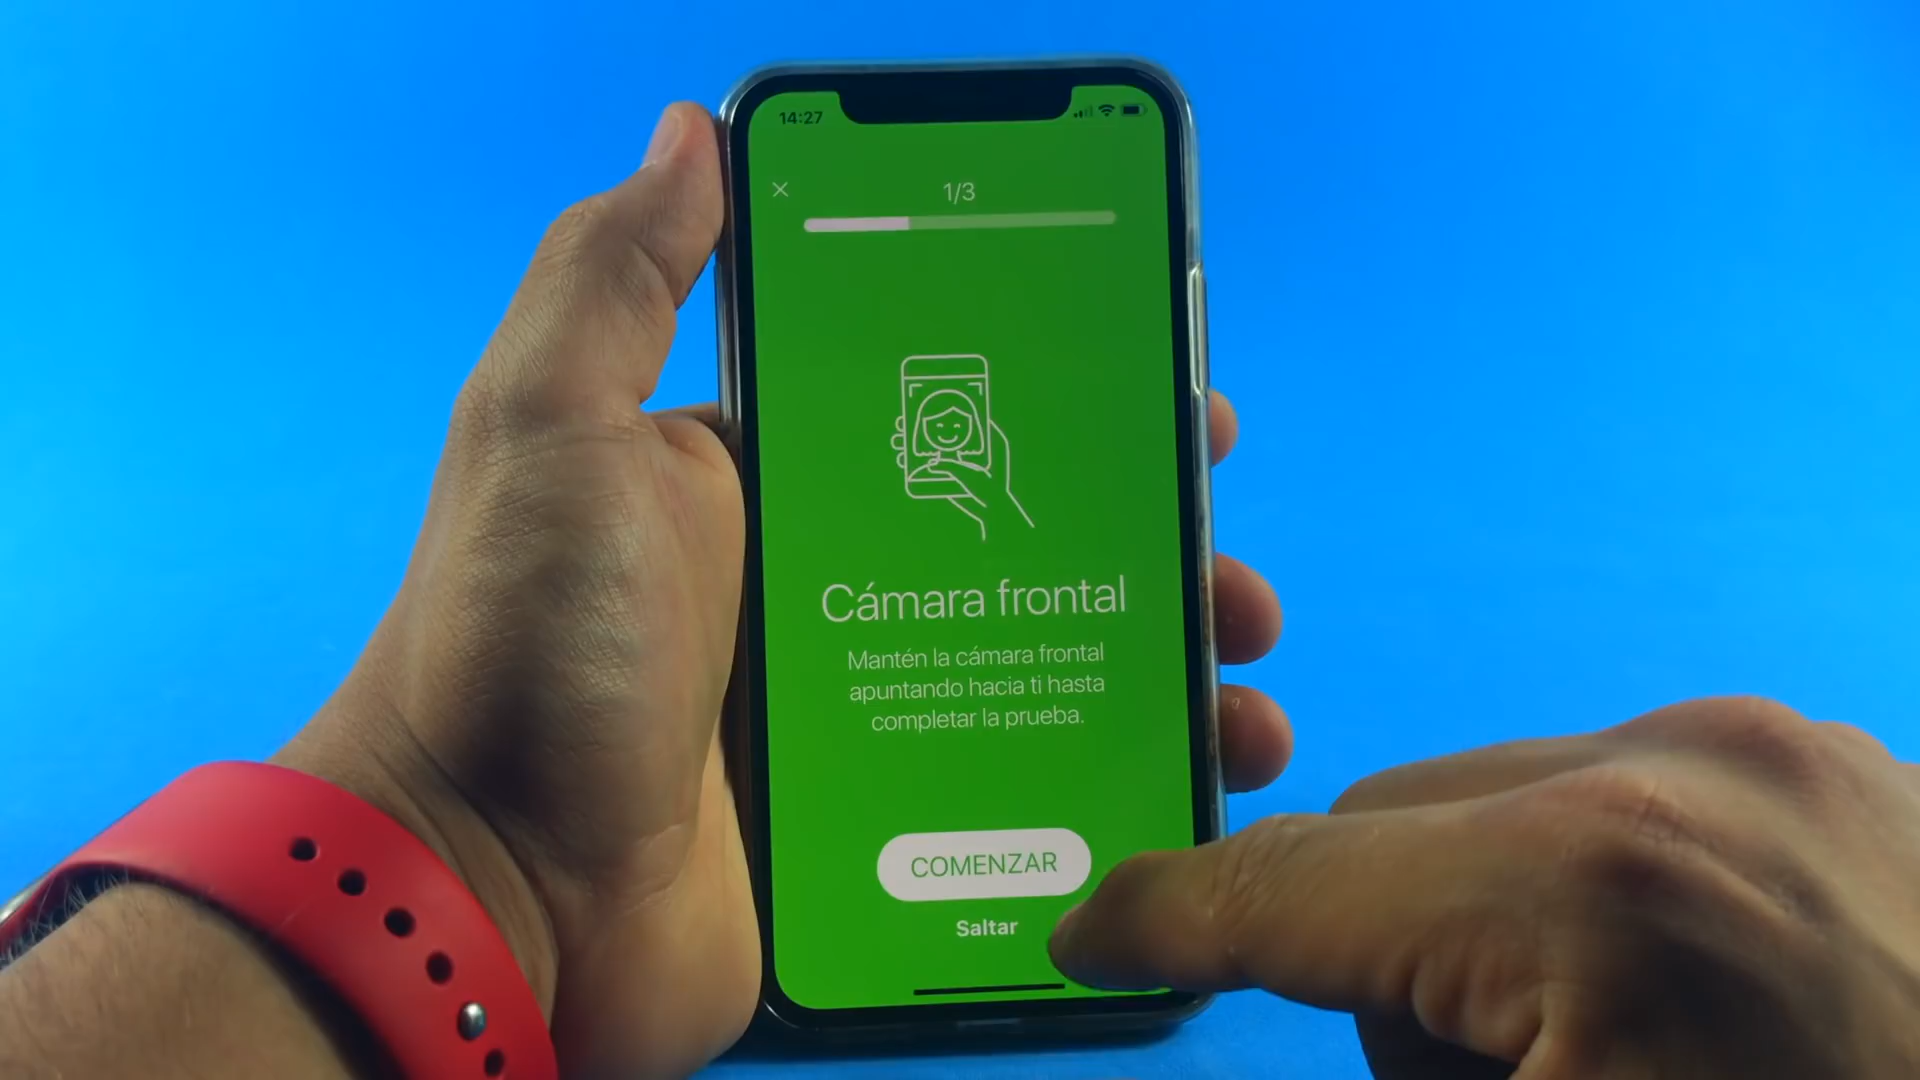 14:27
1/3
Cámara frontal
Mantén la cámara frontal
apuntando hacia ti hasta
completar la prueba.
COMENZAR
Saltar